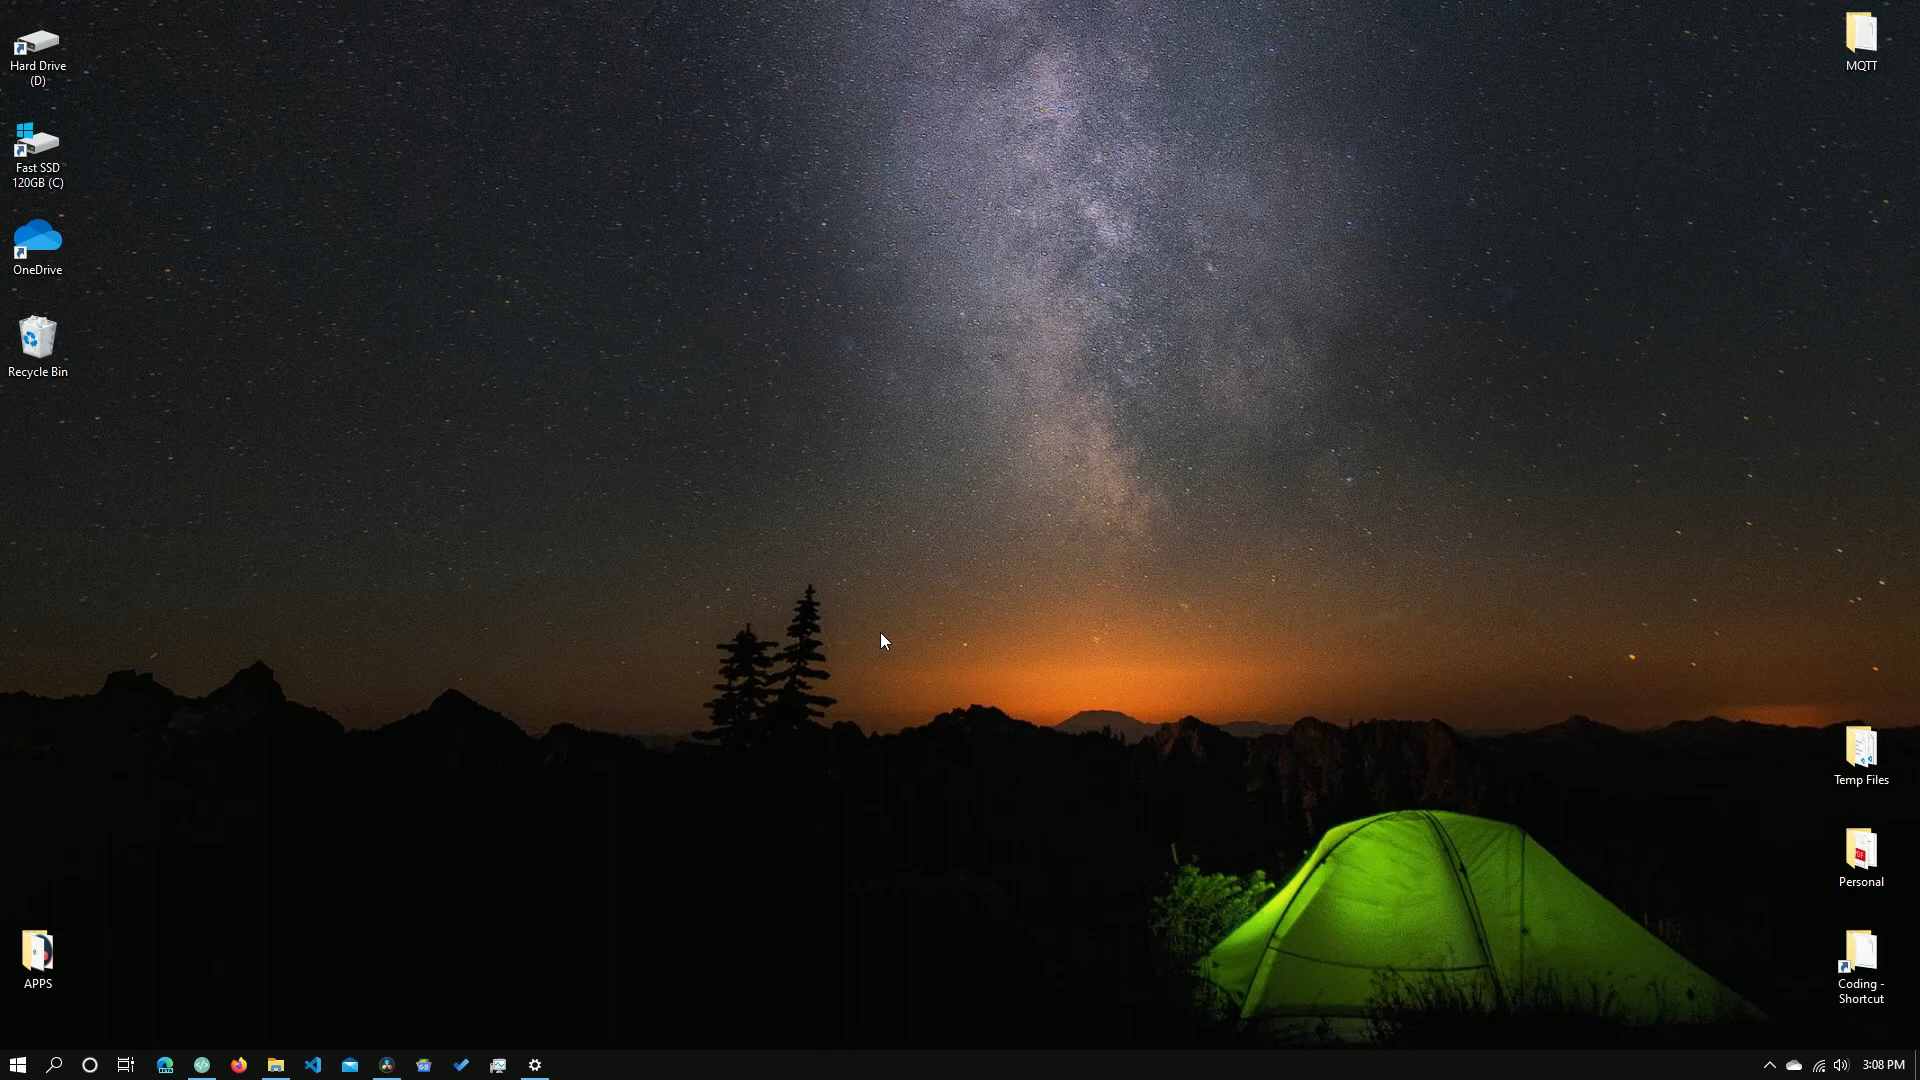 Hard Drive
(D)
Fast SSD
120GB (C)
OneDrive
Recycle Bin
APPS
MQTT
Temp Files
Personal
Coding -
Shortcut
3:08 PM